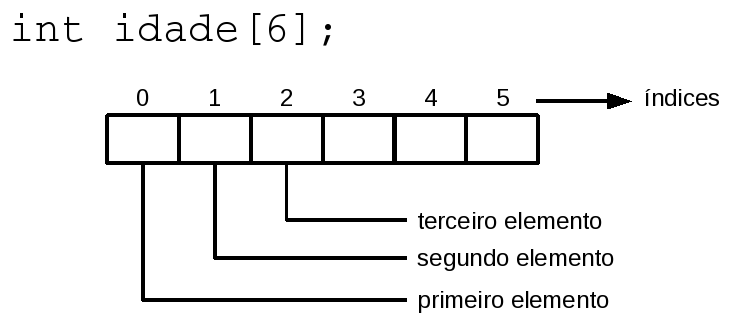 int idade[6];
0 1 2 3 4 5 índices
terceiro elemento
segundo elemento
primeiro elemento